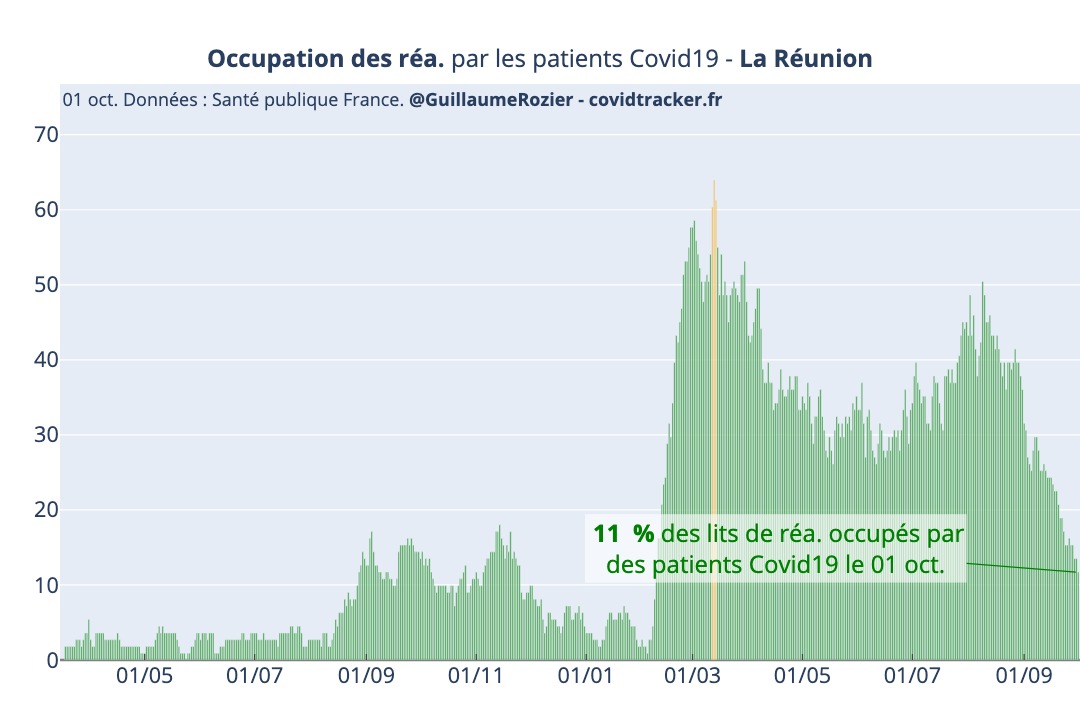 Occupation des réa. par les patients Covid19 - La Réunion
01 oct. Données : Santé publique France. @GuillaumeRozier - covidtracker.fr
70
60
50
40
30
20
10
0
11 % des lits de réa. occupés par
des patients Covid19 le 01 oct.
01/05 01/07 01/09 01/11 01/01 01/03 01/05 01/07 01/09